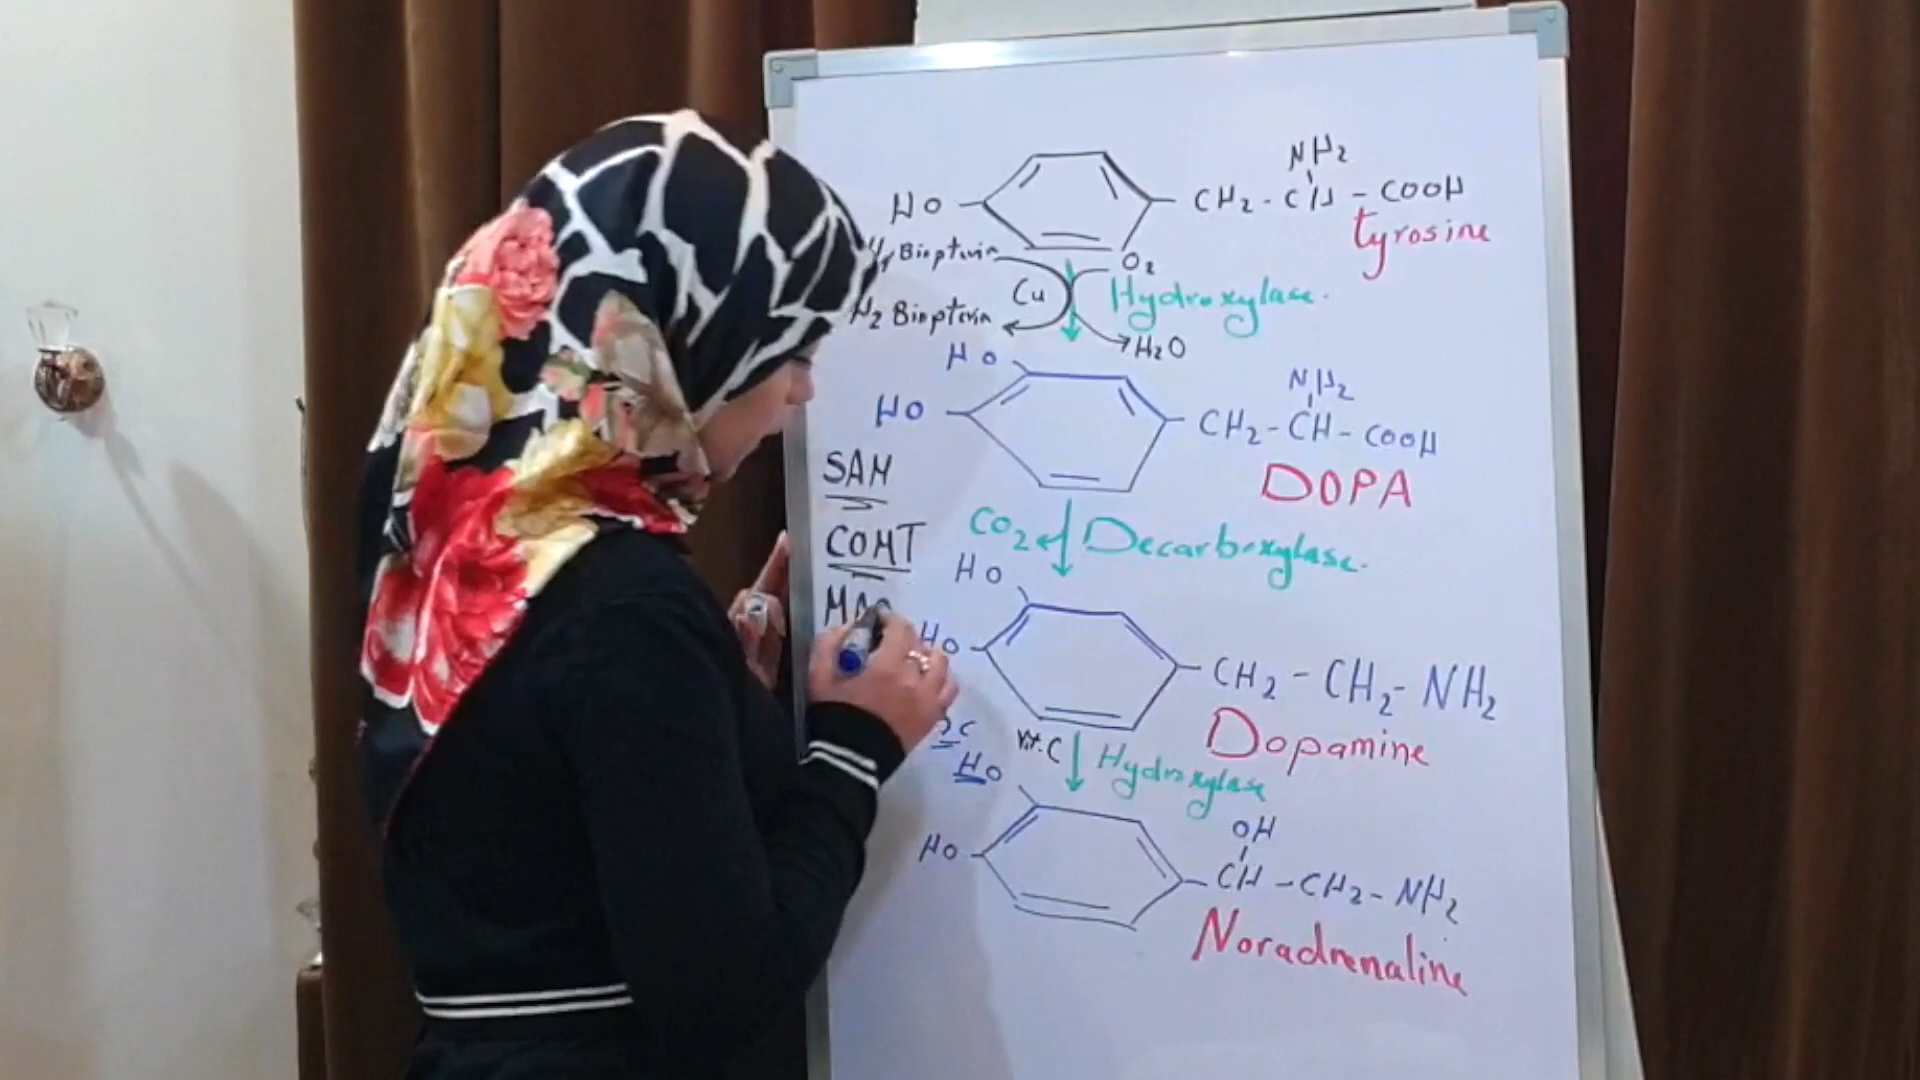 NH2
HO CH2-CH-COOH
tyrosine
Biopterin O2
Cu Hydroxylase.
H2 Biopterin
H2O
HO
NH2
HO CH2-CH-COOH
SAM
DOPA
COMT CO2 Decarboxylase.
HO
MAO
HO CH2-CH2-NH2
Dopamine
Vit.C Hydroxylase
HO
OH
HO CH-CH2-NH2
Noradrenaline